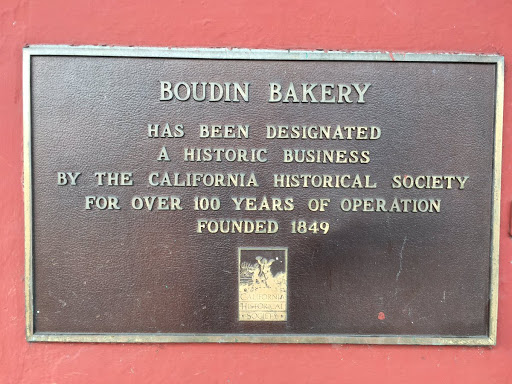 BOUDIN BAKERY
HAS BEEN DESIGNATED
A HISTORIC BUSINESS
BY THE CALIFORNIA HISTORICAL SOCIETY
FOR OVER 100 YEARS OF OPERATION
FOUNDED 1849
CALIFORNIA
HISTORICAL
SOCIETY